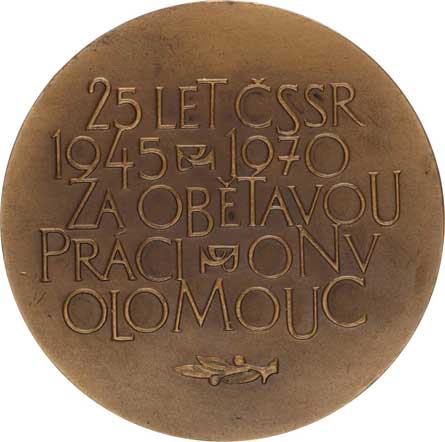 25 LET ČSSR
1945 1970
ZA OBĚTAVOU
PRÁCI ONV
OLOMOUC